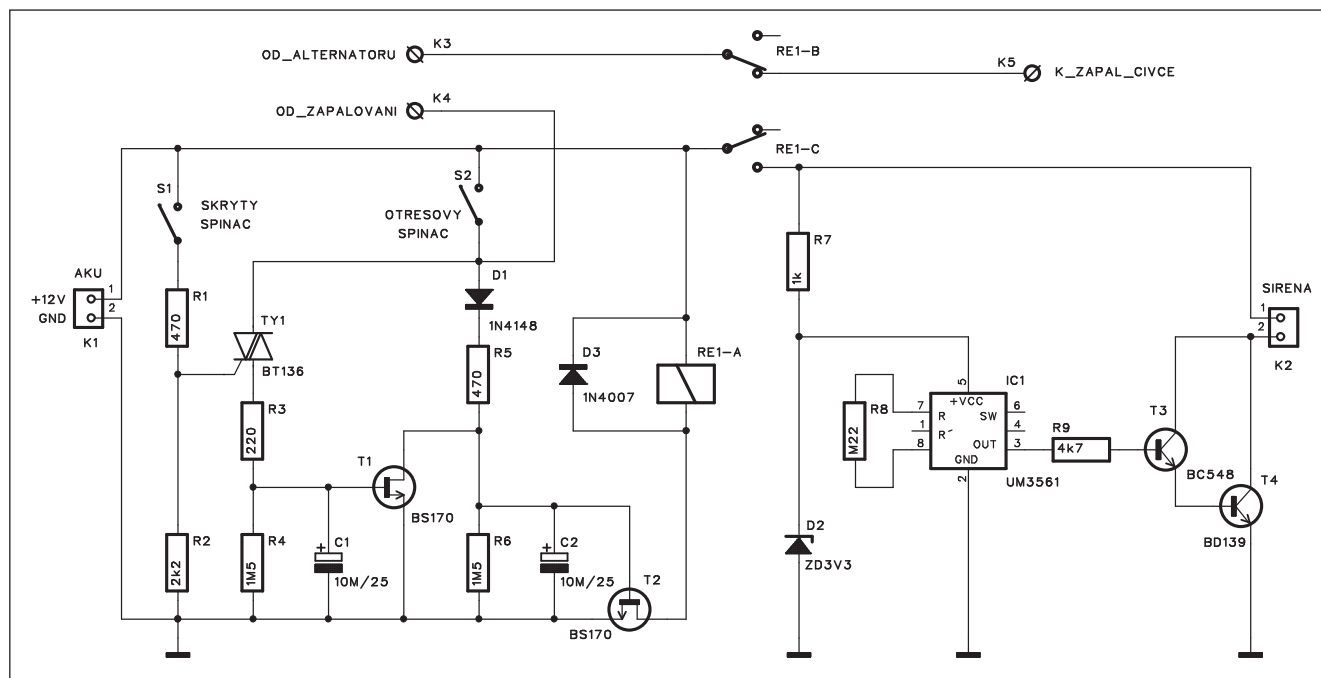 OD_ALTERNATORU
K3
RE1-B
K5
K_ZAPAL_CIVCE
OD_ZAPALOVANI
K4
RE1-C
S1
SKRYTY
SPINAC
S2
OTRESOVY
SPINAC
AKU
+12V
GND
1
2
K1
R1
470
TY1
BT136
D1
1N4148
R5
470
D3
1N4007
RE1-A
R7
1k
SIRENA
1
2
K2
R3
220
T1
BS170
R8
M22
7
1
8
5
+VCC
R
R´
SW
OUT
GND
IC1
6
4
3
2
UM3561
R9
4k7
T3
BC548
T4
BD139
R2
2k2
R4
1M5
C1
+
10M/25
R6
1M5
C2
+
10M/25
T2
BS170
D2
ZD3V3